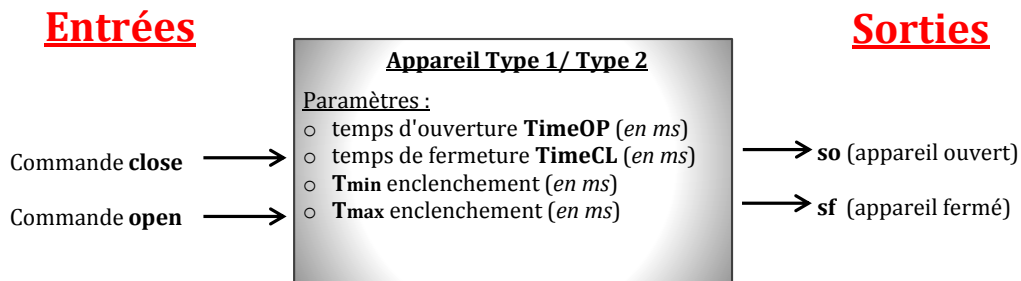 Entrées
Sorties
Appareil Type 1/ Type 2
Paramètres :
o temps d'ouverture TimeOP (en ms)
o temps de fermeture TimeCL (en ms)
o Tmin enclenchement (en ms)
o Tmax enclenchement (en ms)
Commande close
Commande open
so (appareil ouvert)
sf (appareil fermé)